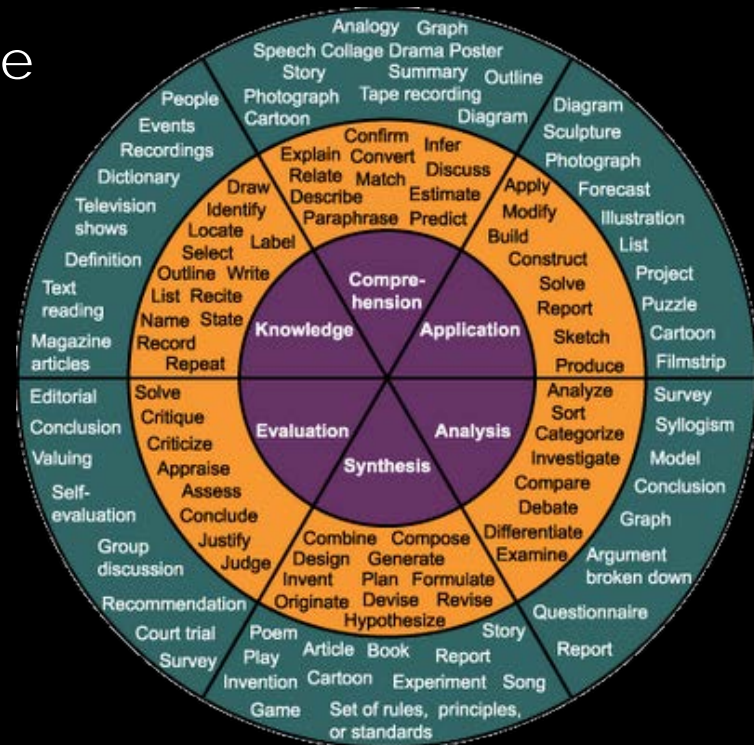 e
Analogy Graph
Speech Collage Drama Poster
Story Summary Outline
Photograph Tape recording
Cartoon Diagram
Confirm Infer
Explain Convert Discuss
Relate Match
Describe Estimate
Paraphrase Predict
Compre-
hension
Diagram
Sculpture
Photograph
Forecast
Illustration
List
Project
Puzzle
Cartoon
Filmstrip
Apply
Modify
Build
Construct
Solve
Report
Sketch
Produce
Application
Survey
Syllogism
Model
Conclusion
Graph
Argument
broken down
Questionnaire
Report
Analyze
Sort
Categorize
Investigate
Compare
Debate
Differentiate
Examine
Analysis
Synthesis
Combine Compose
Design Generate
Invent Plan Formulate
Originate Devise Revise
Hypothesize
Poem Story
Play Article Book Report
Invention Cartoon Experiment Song
Game Set of rules, principles,
or standards
Evaluation
Solve
Critique
Criticize
Appraise
Assess
Conclude
Justify
Judge
Editorial
Conclusion
Valuing
Self-
evaluation
Group
discussion
Recommendation
Court trial
Survey
Knowledge
Draw
Identify
Locate
Select Label
Outline Write
List Recite
Name State
Record
Repeat
People
Events
Recordings
Dictionary
Television
shows
Definition
Text
reading
Magazine
articles